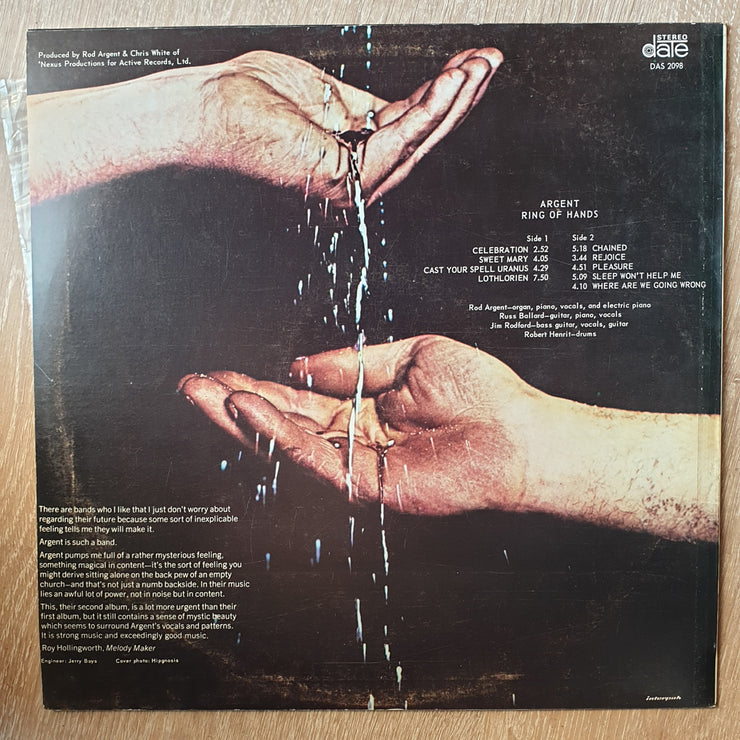 Produced by Rod Argent & Chris White of
'Nexus Productions for Active Records, Ltd.
STEREO
date
DAS 2098
ARGENT
RING OF HANDS
Side 1
CELEBRATION 2.52
SWEET MARY 4.05
CAST YOUR SPELL URANUS 4.29
LOTHLORIEN 7.50
Side 2
5.18 CHAINED
3.44 REJOICE
4.51 PLEASURE
5.09 SLEEP WON'T HELP ME
4.10 WHERE ARE WE GOING WRONG
Rod Argent—organ, piano, vocals, and electric piano
Russ Ballard—guitar, piano, vocals
Jim Rodford—bass guitar, vocals, guitar
Robert Henrit—drums
There are bands who I like that I just don't worry about
regarding their future because some sort of inexplicable
feeling tells me they will make it.
Argent is such a band.
Argent pumps me full of a rather mysterious feeling,
something magical in content—it's the sort of feeling you
might derive sitting alone on the back pew of an empty
church—and that's not just a numb backside. In their music
lies an awful lot of power, not in noise but in content.
This, their second album, is a lot more urgent than their
first album, but it still contains a sense of mystic beauty
which seems to surround Argent's vocals and patterns.
It is strong music and exceedingly good music.
Roy Hollingworth, Melody Maker
Engineer: Jerry Boys Cover photo: Hipgnosis
interpak